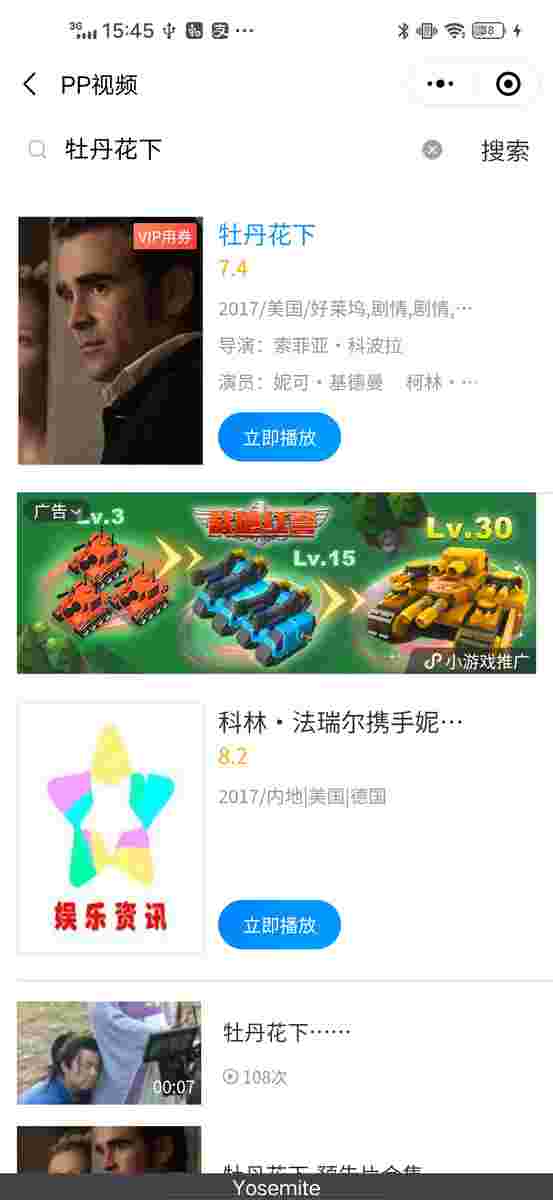 3G 15:45
PP视频
牡丹花下
搜索
VIP用券
牡丹花下
7.4
2017/美国/好莱坞,剧情,剧情,…
导演：索菲亚·科波拉
演员：妮可·基德曼 柯林·…
立即播放
广告
Lv.3
Lv.15
Lv.30
小游戏推广
科林·法瑞尔携手妮…
8.2
2017/内地|美国|德国
娱乐资讯
立即播放
牡丹花下……
00:07
108次
牡丹花下 预告片合集
Yosemite